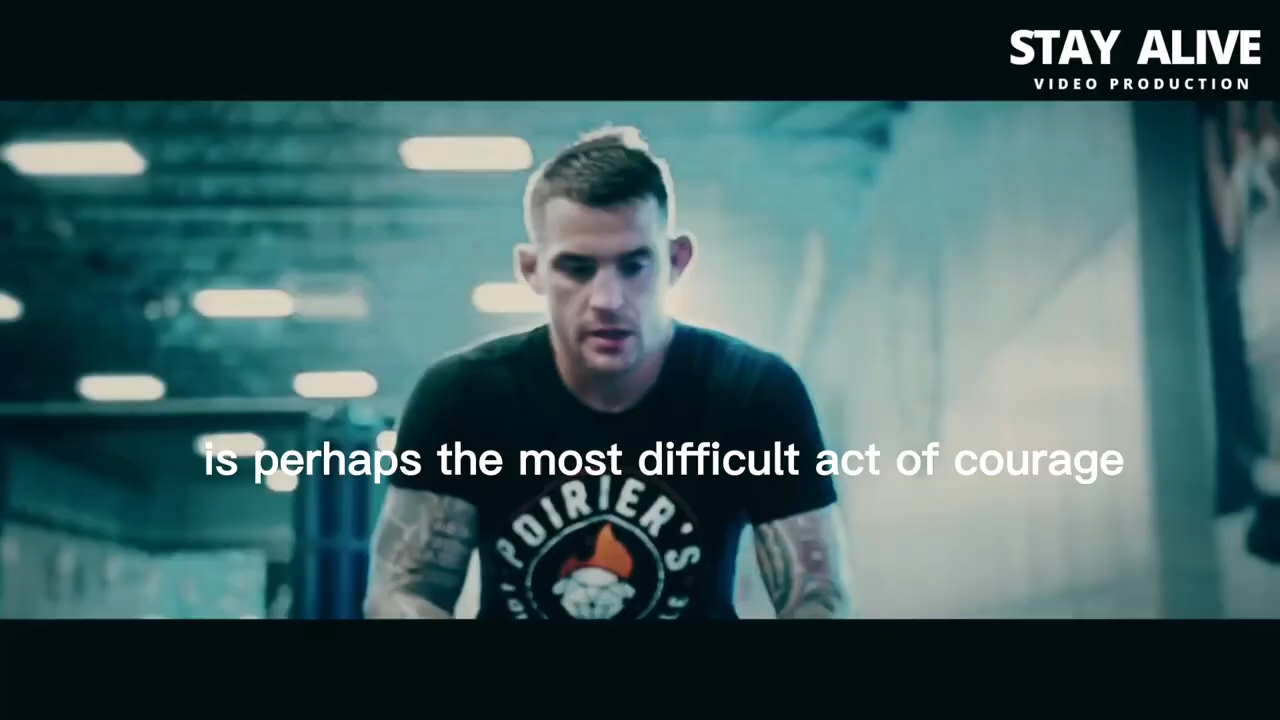 STAY ALIVE
VIDEO PRODUCTION
is perhaps the most difficult act of courage
POIRIER'S